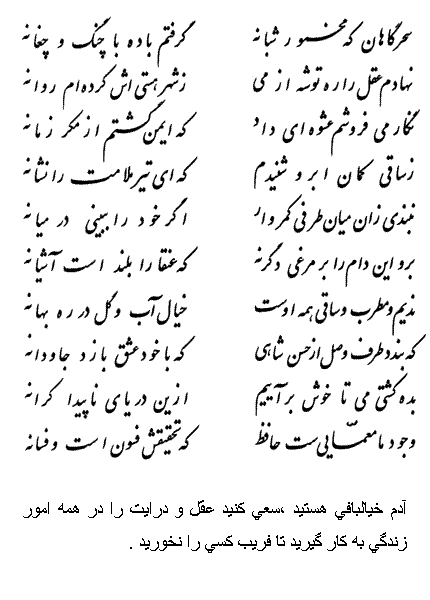 سحرگاهان که مخمور شبانه گرفتم باده با چنگ و چغانه
نهادم عقل را ره توشه از می زشهر هستی اش کرده ام روانه
نگار می فروشم عشوه ای داد که ایمن گشتم از مکر زمانه
زساقی کمان ابرو شنیدم که ای تیر ملامت را نشانه
نبندی زان میان طرفی کمروار اگر خود را ببینی در میانه
برو این دام را بر مرغی دگرنه که عنقا را بلند است آشیانه
ندیم و مطرب و ساقی همه اوست خیال آب و گل در ره بهانه
که بندد طرف وصل از حسن شاهی که با خود عشق بازد جاودانه
بده کشتی می تا خوش برآییم ازین دریای ناپیدا کرانه
وجود ما معمایی ست حافظ که تحقیقش فسون است و فسانه
آدم خيالبافي هستيد ،سعي كنيد عقل و درايت را در همه امور
زندگي به كار گيريد تا فريب كسي را نخوريد .